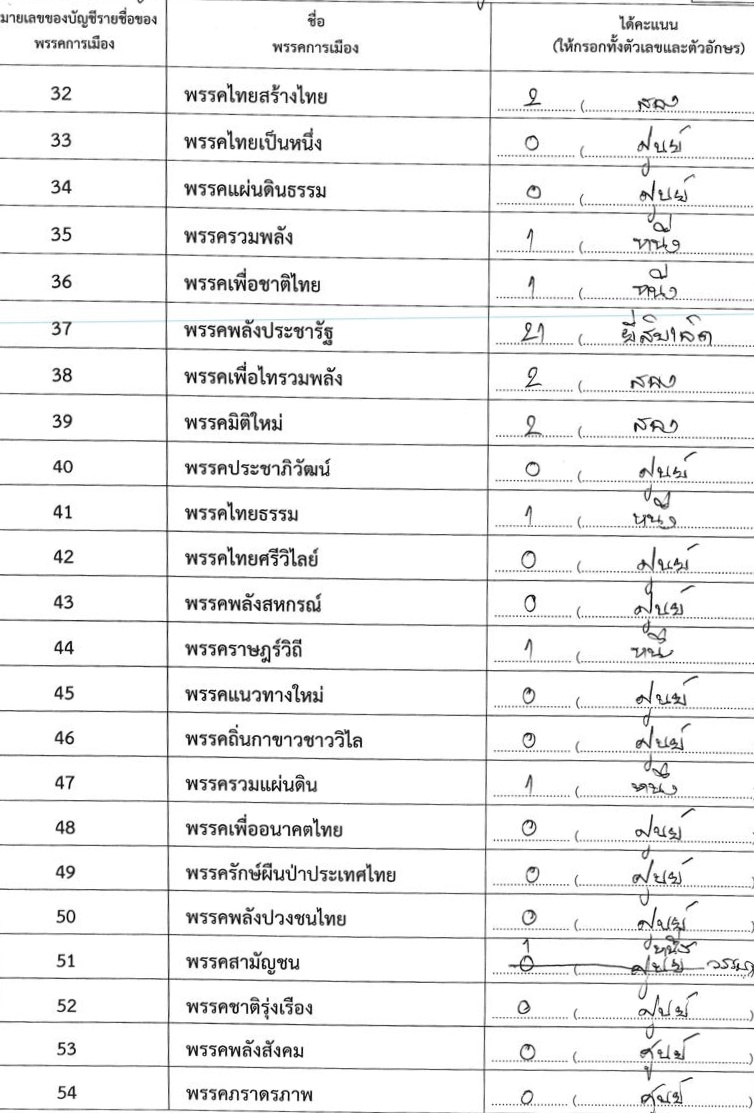 มายเลขของบัญชีรายชื่อของ ชื่อ ได้คะแนน
พรรคการเมือง พรรคการเมือง (ให้กรอกทั้งตัวเลขและตัวอักษร)
32 พรรคไทยสร้างไทย 2 ( สอง
33 พรรคไทยเป็นหนึ่ง 0 ( ศูนย์
34 พรรคแผ่นดินธรรม 0 ( ศูนย์
35 พรรครวมพลัง 1 ( หนึ่ง
36 พรรคเพื่อชาติไทย 1 ( หนึ่ง
37 พรรคพลังประชารัฐ 21 ( ยี่สิบเอ็ด
38 พรรคเพื่อไทรวมพลัง 2 ( สอง
39 พรรคมิติใหม่ 2 ( สอง
40 พรรคประชาภิวัฒน์ 0 ( ศูนย์
41 พรรคไทยธรรม 1 ( หนึ่ง
42 พรรคไทยศรีวิไลย์ 0 ( ศูนย์
43 พรรคพลังสหกรณ์ 0 ( ศูนย์
44 พรรคราษฎร์วิถี 1 ( หนึ่ง
45 พรรคแนวทางใหม่ 0 ( ศูนย์
46 พรรคถิ่นกาขาวชาววิไล 0 ( ศูนย์
47 พรรครวมแผ่นดิน 1 ( หนึ่ง
48 พรรคเพื่ออนาคตไทย 0 ( ศูนย์
49 พรรครักษ์ผืนป่าประเทศไทย 0 ( ศูนย์
50 พรรคพลังปวงชนไทย 0 ( ศูนย์ )
1 หนึ่ง
51 พรรคสามัญชน 0 ( ศูนย์
52 พรรคชาติรุ่งเรือง 0 ( ศูนย์ )
53 พรรคพลังสังคม 0 ( ศูนย์ )
54 พรรคภราดรภาพ 0 ( ศูนย์ )